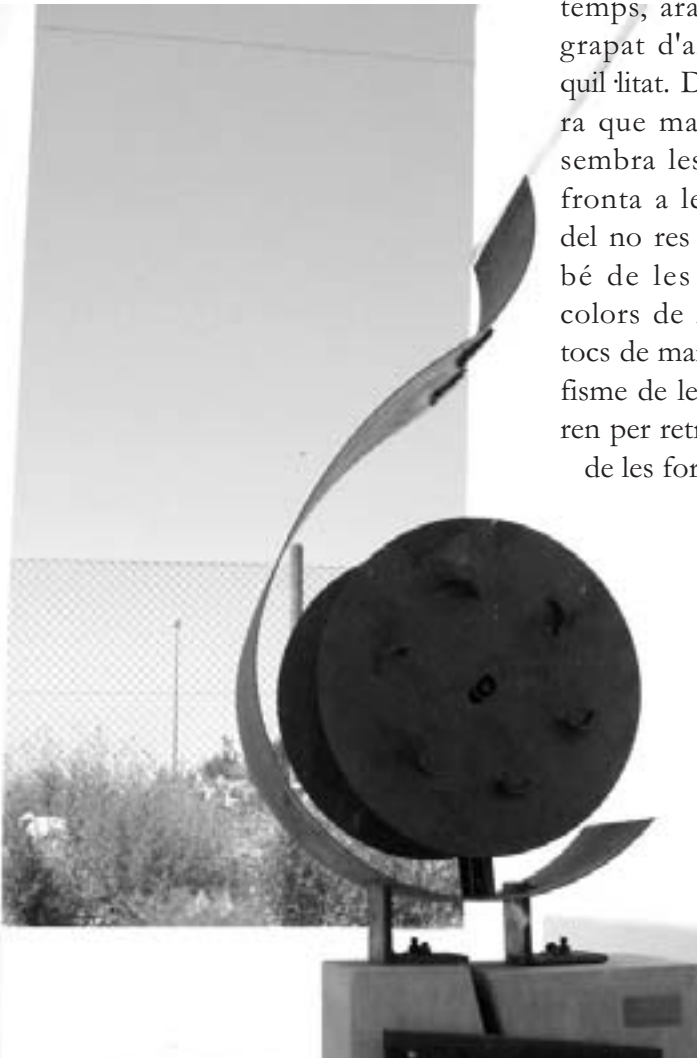 temps, ara
grapat d'a
quil·litat. D
ra que ma
sembra les
fronta a le
del no res
bé de les
colors de
tocs de mar
fisme de le
ren per retr
de les for